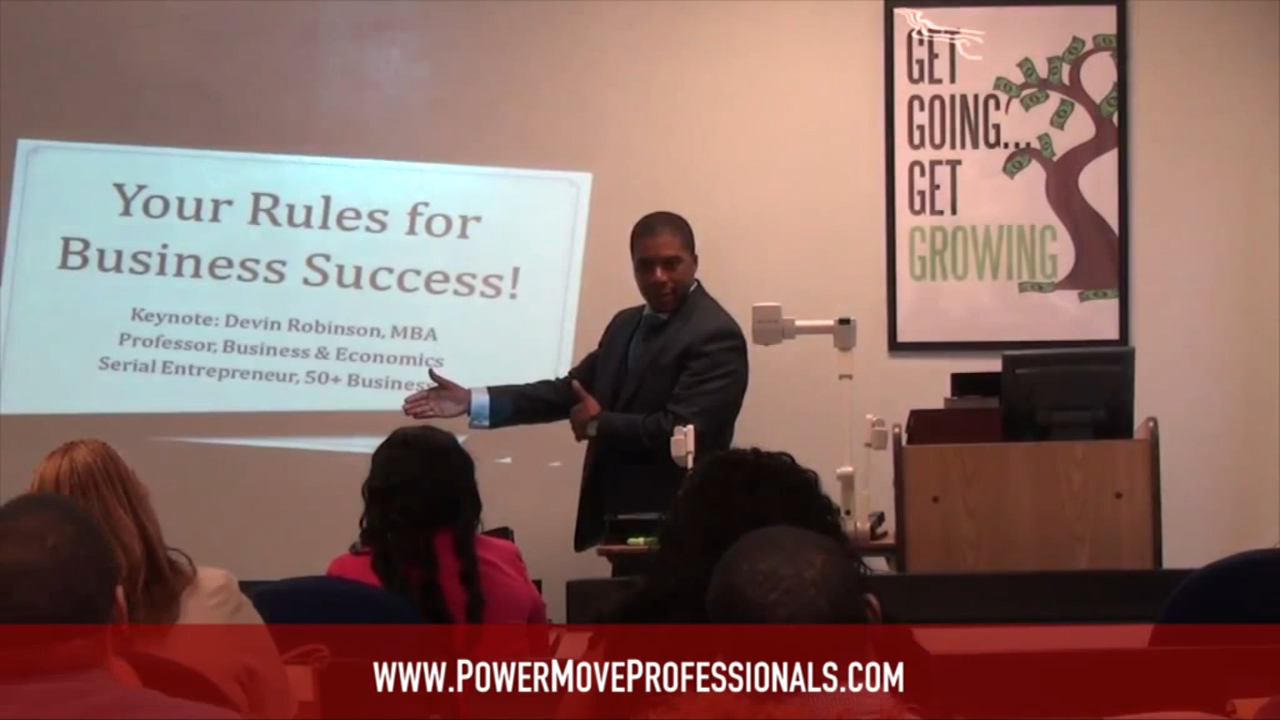 Your Rules for
Business Success!
Keynote: Devin Robinson, MBA
Professor, Business & Economics
Serial Entrepreneur, 50+
GET
GOING...
GET
GROWING
WWW.POWERMOVEPROFESSIONALS.COM